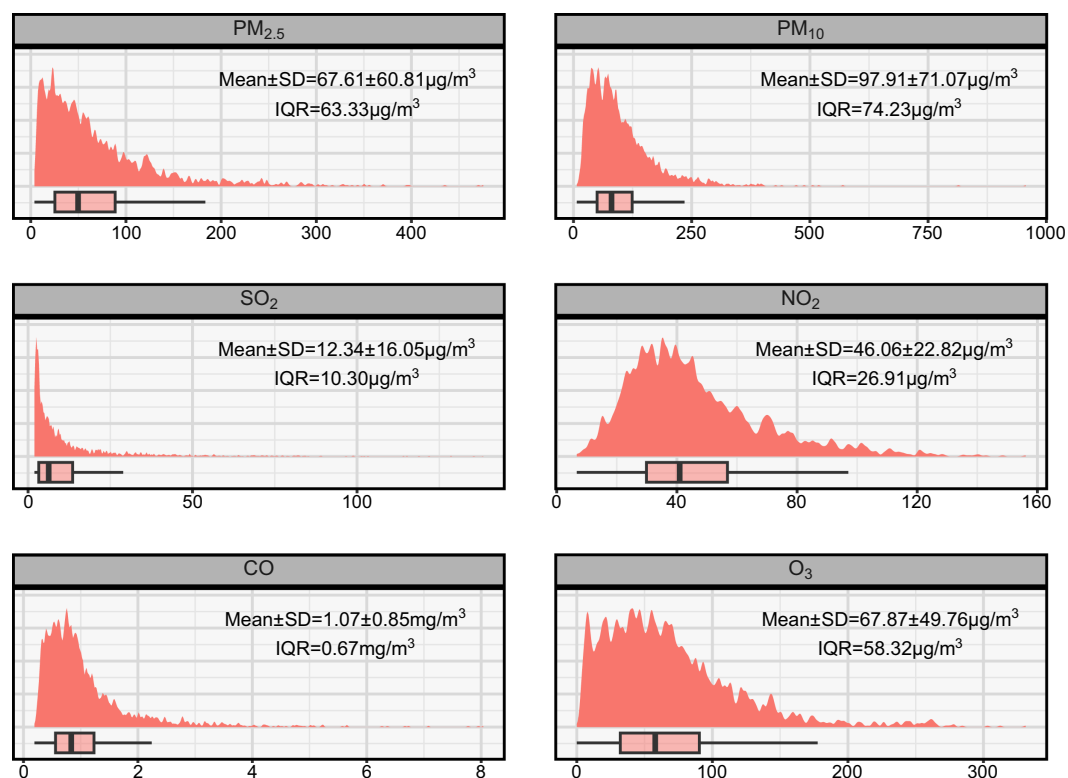 PM2.5
Mean±SD=67.61±60.81µg/m³
IQR=63.33µg/m³
0 100 200 300 400
PM10
Mean±SD=97.91±71.07µg/m³
IQR=74.23µg/m³
0 250 500 750 1000
SO2
Mean±SD=12.34±16.05µg/m³
IQR=10.30µg/m³
0 50 100
NO2
Mean±SD=46.06±22.82µg/m³
IQR=26.91µg/m³
0 40 80 120 160
CO
Mean±SD=1.07±0.85mg/m³
IQR=0.67mg/m³
0 2 4 6 8
O3
Mean±SD=67.87±49.76µg/m³
IQR=58.32µg/m³
0 100 200 300